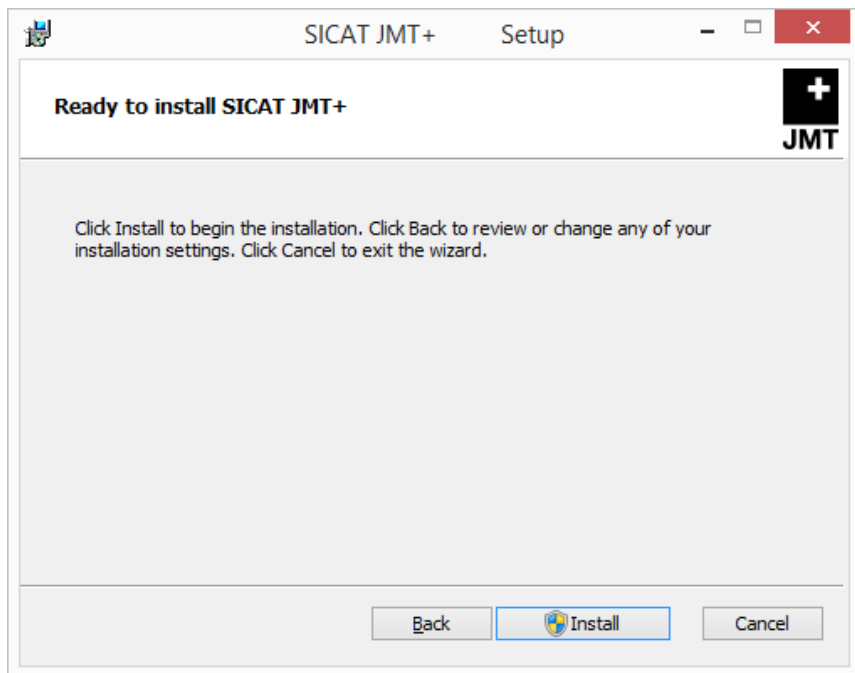 SICAT JMT+ Setup
Ready to install SICAT JMT+
JMT
Click Install to begin the installation. Click Back to review or change any of your
installation settings. Click Cancel to exit the wizard.
Back Install Cancel